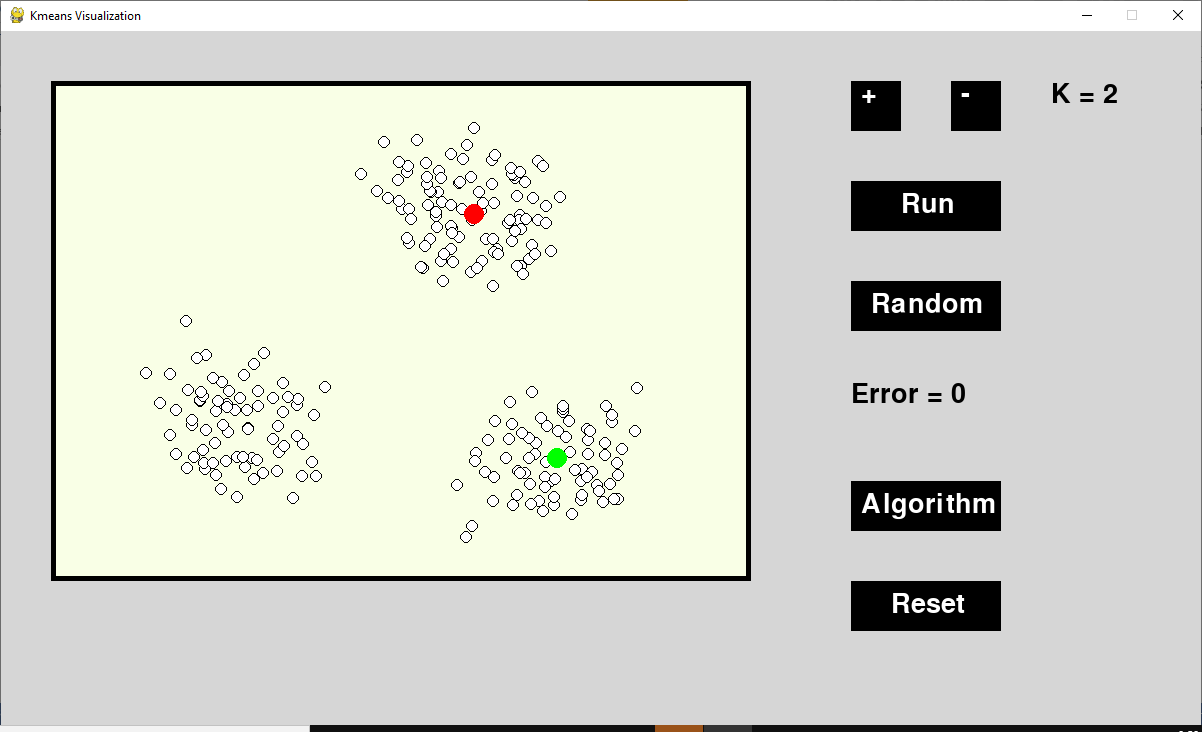 Kmeans Visualization
+ - K = 2
Run
Random
Error = 0
Algorithm
Reset